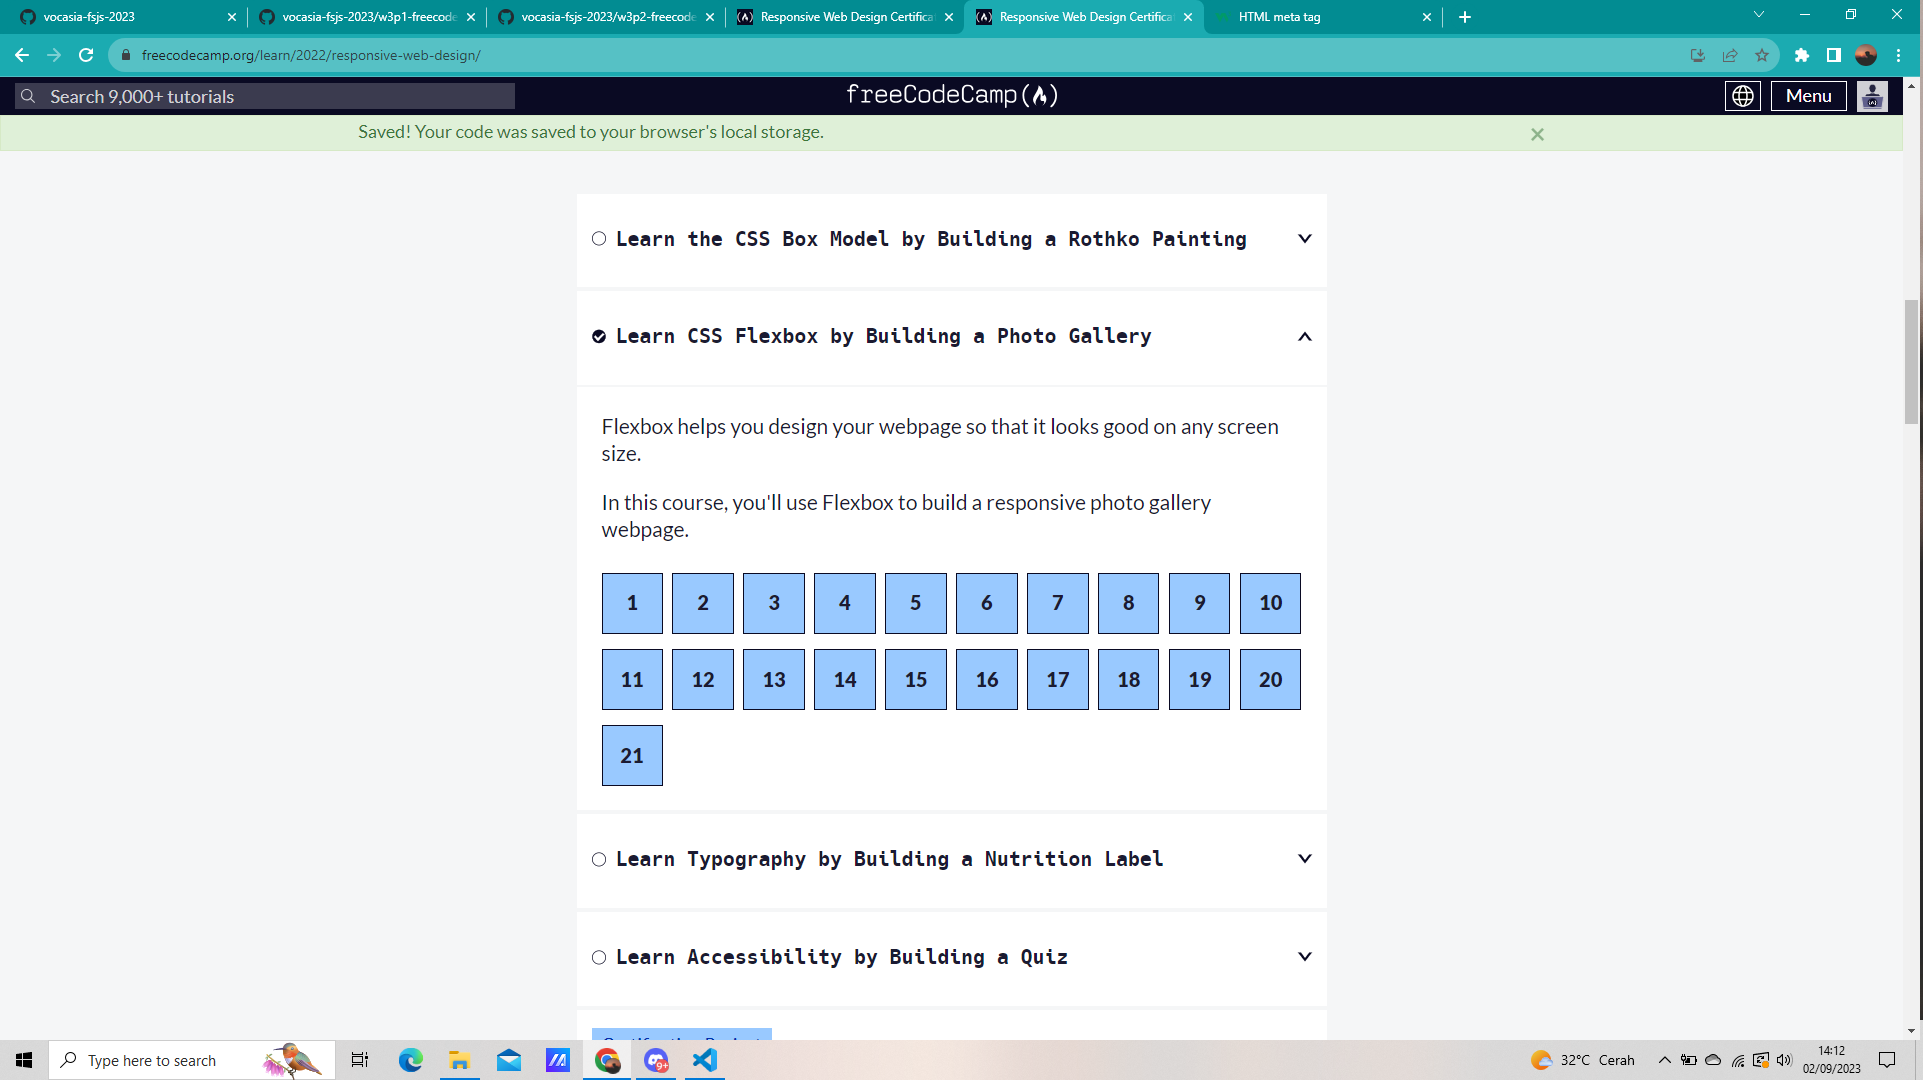 vocasia-fsjs-2023
vocasia-fsjs-2023/w3p1-freecode
vocasia-fsjs-2023/w3p2-freecode
Responsive Web Design Certifica
Responsive Web Design Certifica
HTML meta tag
freecodecamp.org/learn/2022/responsive-web-design/
Search 9,000+ tutorials
freeCodeCamp
Menu
Saved! Your code was saved to your browser's local storage.
Learn the CSS Box Model by Building a Rothko Painting
Learn CSS Flexbox by Building a Photo Gallery
Flexbox helps you design your webpage so that it looks good on any screen
size.
In this course, you'll use Flexbox to build a responsive photo gallery
webpage.
1 2 3 4 5 6 7 8 9 10
11 12 13 14 15 16 17 18 19 20
21
Learn Typography by Building a Nutrition Label
Learn Accessibility by Building a Quiz
Type here to search
9+
32°C Cerah
14:12
02/09/2023